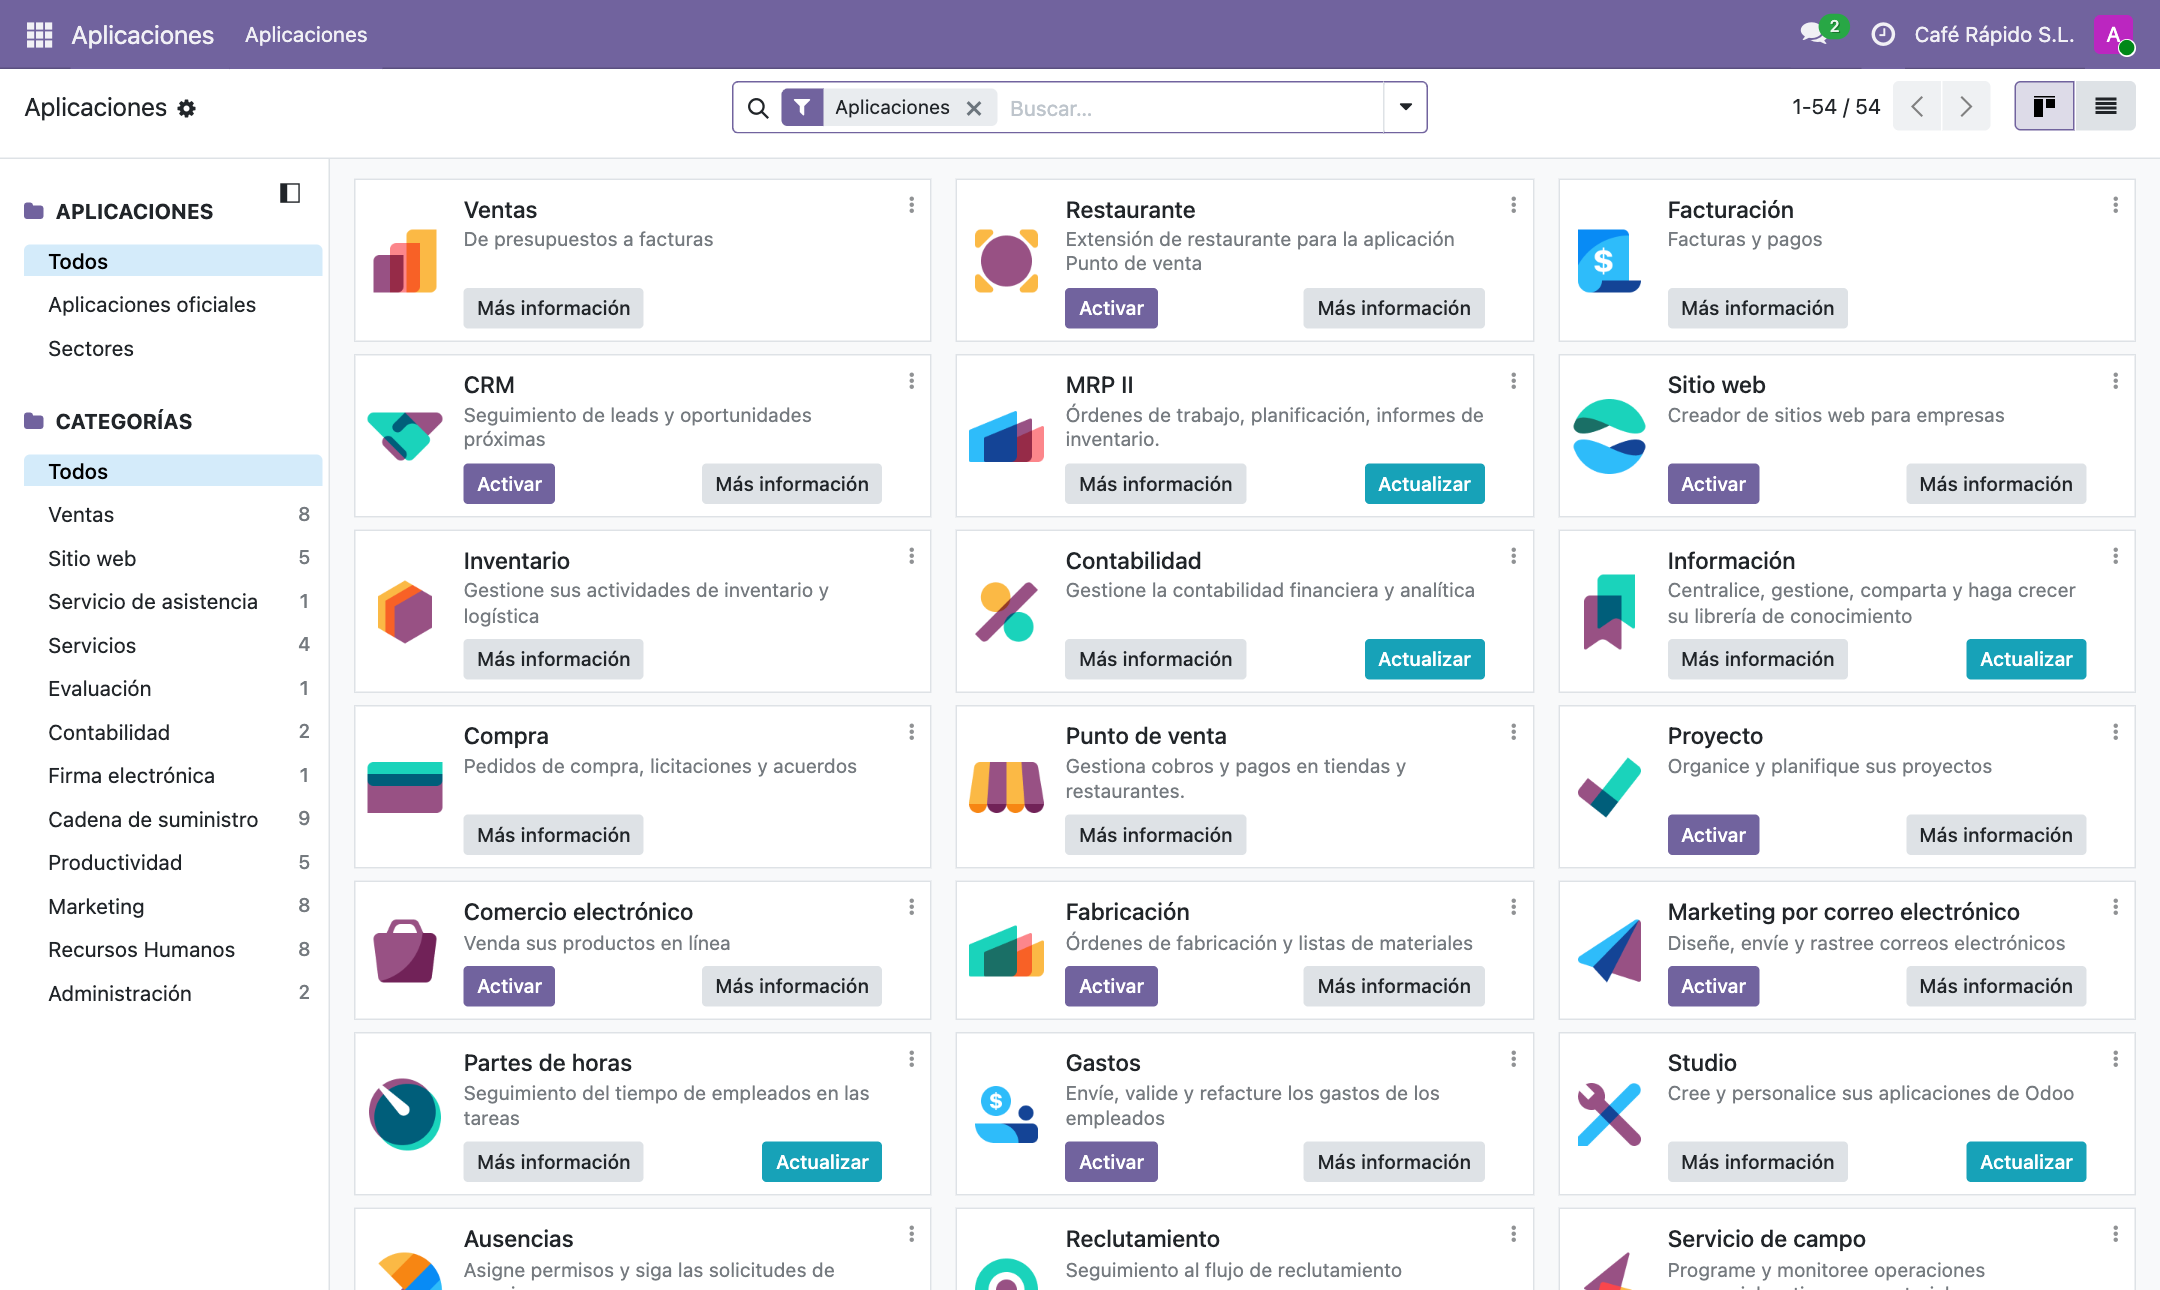 Aplicaciones
Aplicaciones
2
Café Rápido S.L.
A
Aplicaciones
Aplicaciones
Buscar...
1-54 / 54
APLICACIONES
Todos
Aplicaciones oficiales
Sectores
CATEGORÍAS
Todos
Ventas 8
Sitio web 5
Servicio de asistencia 1
Servicios 4
Evaluación 1
Contabilidad 2
Firma electrónica 1
Cadena de suministro 9
Productividad 5
Marketing 8
Recursos Humanos 8
Administración 2
Ventas
De presupuestos a facturas
Más información
Restaurante
Extensión de restaurante para la aplicación
Punto de venta
Activar
Más información
$
Facturación
Facturas y pagos
Más información
CRM
Seguimiento de leads y oportunidades
próximas
Activar
Más información
MRP II
Órdenes de trabajo, planificación, informes de
inventario.
Más información
Actualizar
Sitio web
Creador de sitios web para empresas
Activar
Más información
Inventario
Gestione sus actividades de inventario y
logística
Más información
Contabilidad
Gestione la contabilidad financiera y analítica
Más información
Actualizar
Información
Centralice, gestione, comparta y haga crecer
su librería de conocimiento
Más información
Actualizar
Compra
Pedidos de compra, licitaciones y acuerdos
Más información
Punto de venta
Gestiona cobros y pagos en tiendas y
restaurantes.
Más información
Proyecto
Organice y planifique sus proyectos
Activar
Más información
Comercio electrónico
Venda sus productos en línea
Activar
Más información
Fabricación
Órdenes de fabricación y listas de materiales
Activar
Más información
Marketing por correo electrónico
Diseñe, envíe y rastree correos electrónicos
Activar
Más información
Partes de horas
Seguimiento del tiempo de empleados en las
tareas
Más información
Actualizar
$
Gastos
Envíe, valide y refacture los gastos de los
empleados
Activar
Más información
Studio
Cree y personalice sus aplicaciones de Odoo
Más información
Actualizar
Ausencias
Asigne permisos y siga las solicitudes de
Reclutamiento
Seguimiento al flujo de reclutamiento
Servicio de campo
Programe y monitoree operaciones